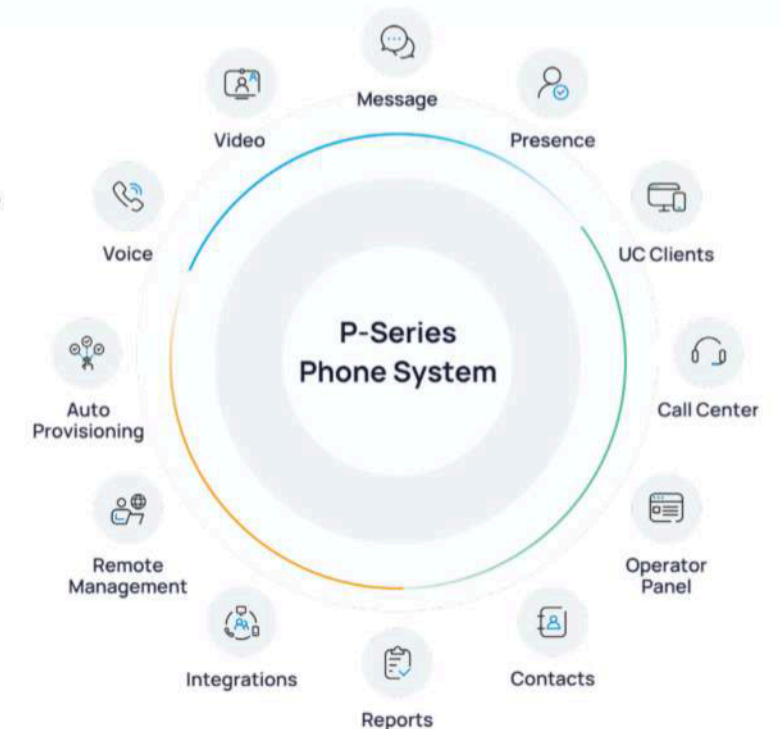 Message
Video
Presence
Voice
UC Clients
P-Series
Phone System
Auto
Provisioning
Call Center
Remote
Management
Operator
Panel
Integrations
Contacts
Reports